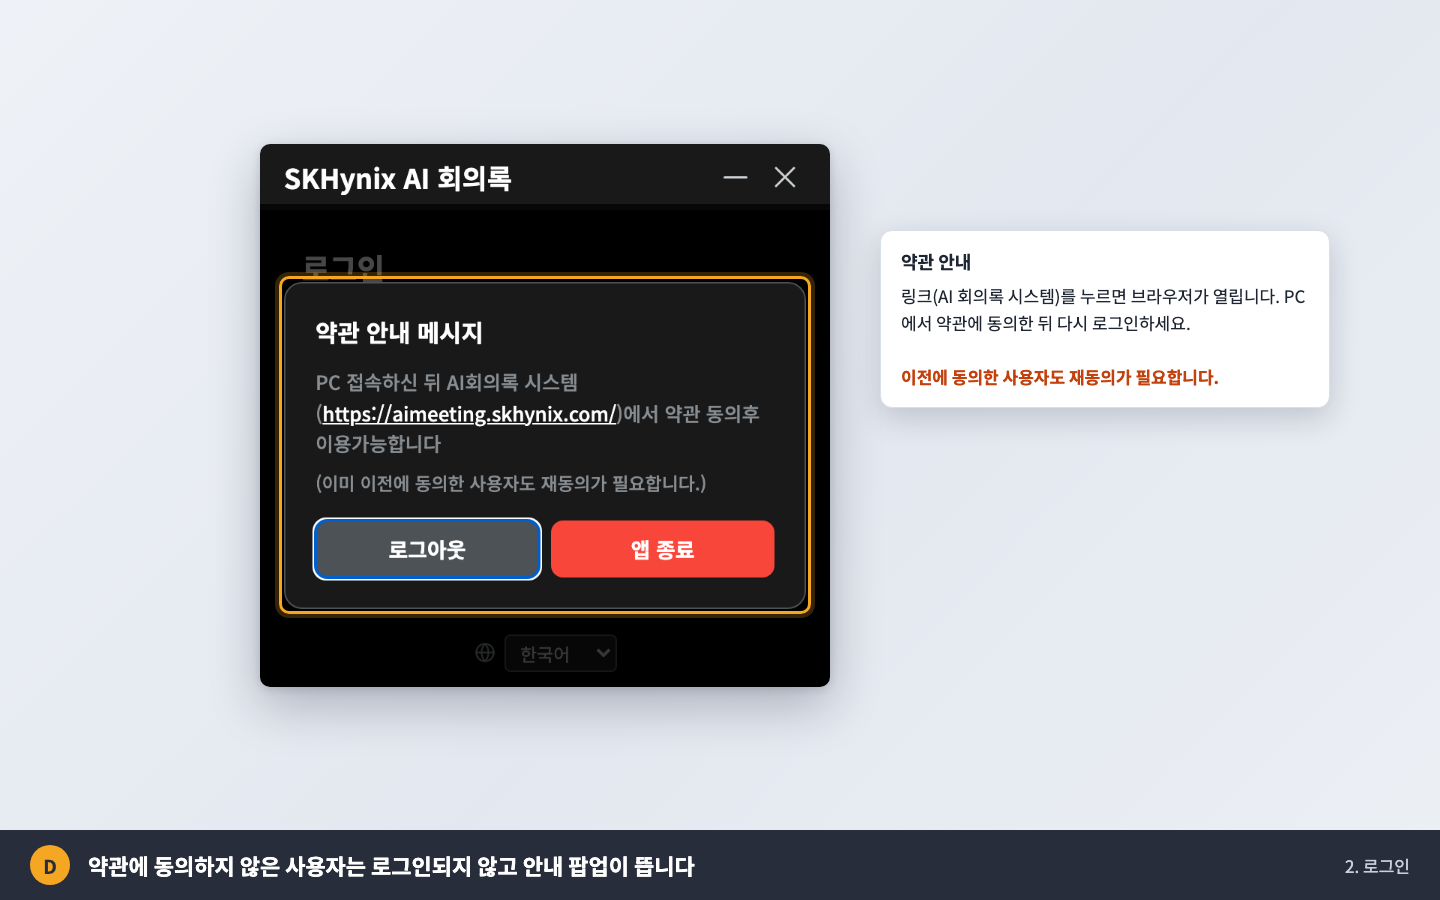 SKHynix AI 회의록
로그인
약관 안내 메시지
PC 접속하신 뒤 AI회의록 시스템
(https://aimeeting.skhynix.com/)에서 약관 동의후
이용가능합니다
(이미 이전에 동의한 사용자도 재동의가 필요합니다.)
로그아웃
앱 종료
한국어
약관 안내
링크(AI 회의록 시스템)를 누르면 브라우저가 열립니다. PC
에서 약관에 동의한 뒤 다시 로그인하세요.
이전에 동의한 사용자도 재동의가 필요합니다.
D
약관에 동의하지 않은 사용자는 로그인되지 않고 안내 팝업이 뜹니다
2. 로그인